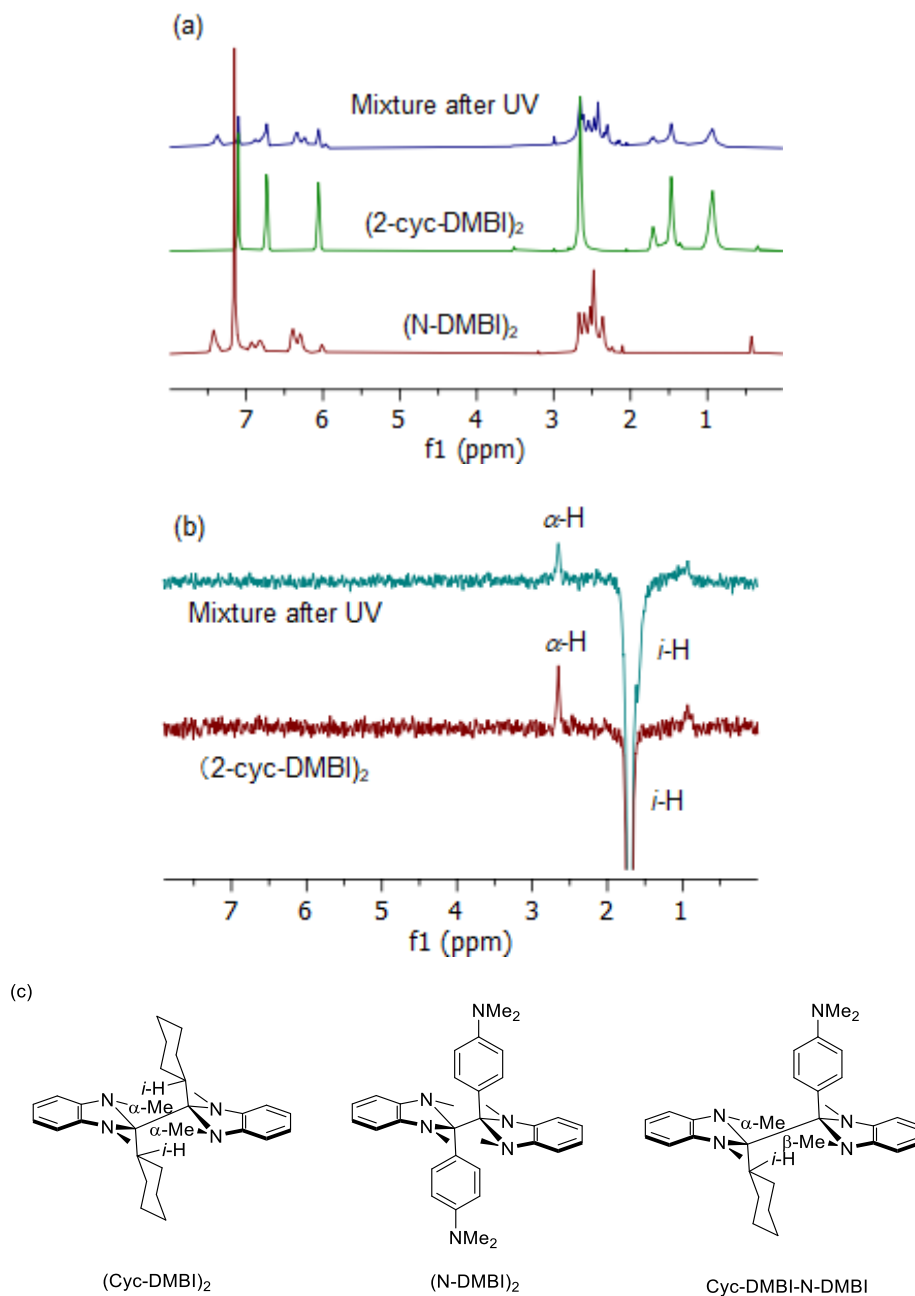 (a)
Mixture after UV
(2-cyc-DMBI)₂
(N-DMBI)₂
7 6 5 4 3 2 1
f1 (ppm)
(b)
α-H
Mixture after UV
i-H
α-H
(2-cyc-DMBI)₂
i-H
7 6 5 4 3 2 1
f1 (ppm)
(c)
NMe₂ NMe₂
i-H
N α-Me N N N N α-Me N
N α-Me N N N N β-Me N
i-H i-H
NMe₂
(Cyc-DMBI)₂ (N-DMBI)₂ Cyc-DMBI-N-DMBI